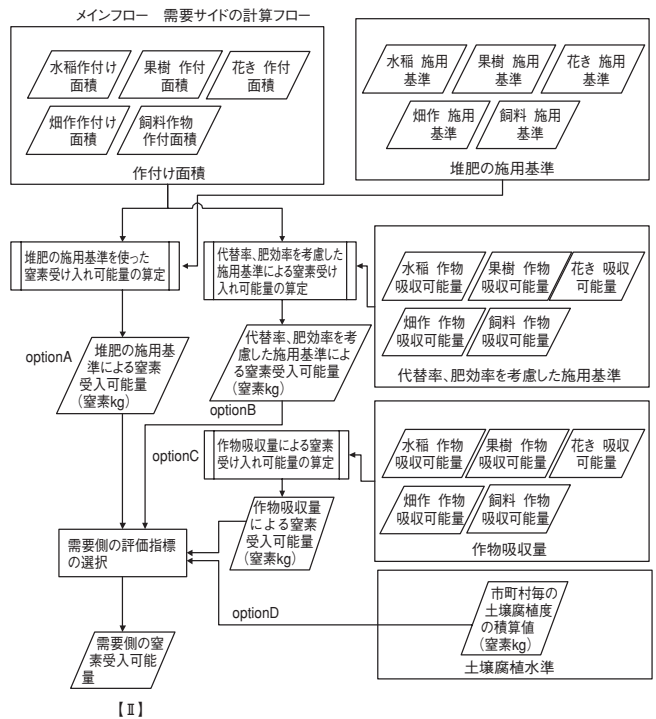 メインフロー 需要サイドの計算フロー
水稲作付け
面積
果樹 作付
面積
花き 作付
面積
畑作作付け
面積
飼料作物
作付面積
作付け面積
水稲 施用
基準
果樹 施用
基準
花き 施用
基準
畑作 施用
基準
飼料 施用
基準
堆肥の施用基準
堆肥の施用基準を使った
窒素受け入れ可能量の算定
代替率、肥効率を考慮した
施用基準による窒素受け
入れ可能量の算定
水稲 作物
吸収可能量
果樹 作物
吸収可能量
花き 吸収
可能量
畑作 作物
吸収可能量
飼料 作物
吸収可能量
代替率、肥効率を考慮した施用基準
optionA
堆肥の施用基
準による窒素
受入可能量
（窒素kg）
代替率、肥効率を考
慮した施用基準によ
る窒素受入可能量
（窒素kg）
optionB
optionC
作物吸収量による窒素
受け入れ可能量の算定
水稲 作物
吸収可能量
果樹 作物
吸収可能量
花き 吸収
可能量
畑作 作物
吸収可能量
飼料 作物
吸収可能量
作物吸収量
作物吸収量
による窒素
受入可能量
（窒素kg）
需要側の評価指標
の選択
optionD
市町村毎の
土壌腐植度
の積算値
（窒素kg）
土壌腐植水準
需要側の窒
素受入可能
量
【Ⅱ】